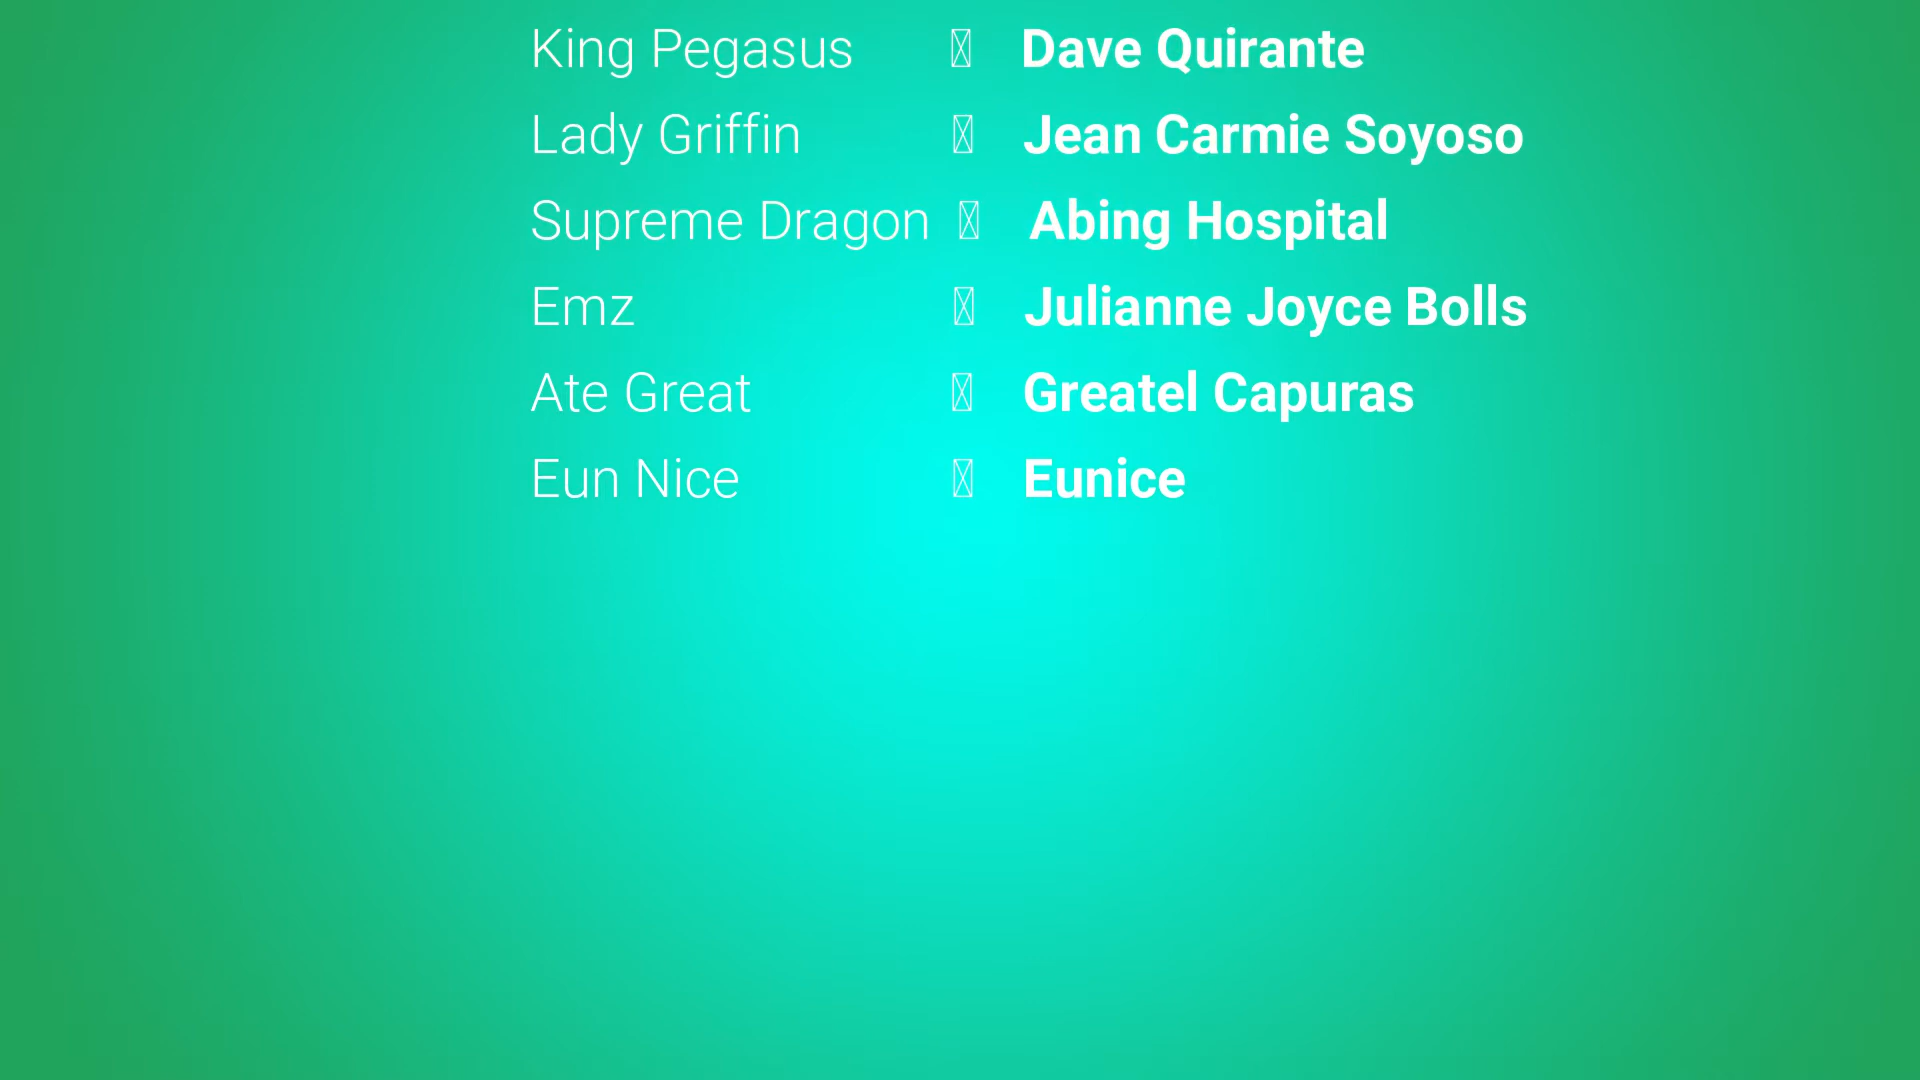 King Pegasus Dave Quirante
Lady Griffin Jean Carmie Soyoso
Supreme Dragon Abing Hospital
Emz Julianne Joyce Bolls
Ate Great Greatel Capuras
Eun Nice Eunice